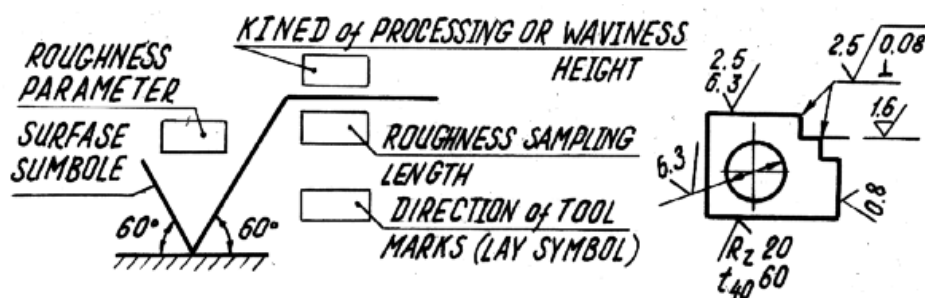 KINED of PROCESSING OR WAVINESS
HEIGHT
ROUGHNESS
PARAMETER
SURFASE
SUMBOLE
ROUGHNESS SAMPLING
LENGTH
DIRECTION of TOOL
MARKS (LAY SYMBOL)
60°
60°
2.5
6.3
2.5
0.08
⊥
1.6
6.3
0.8
Rz 20
t40 60